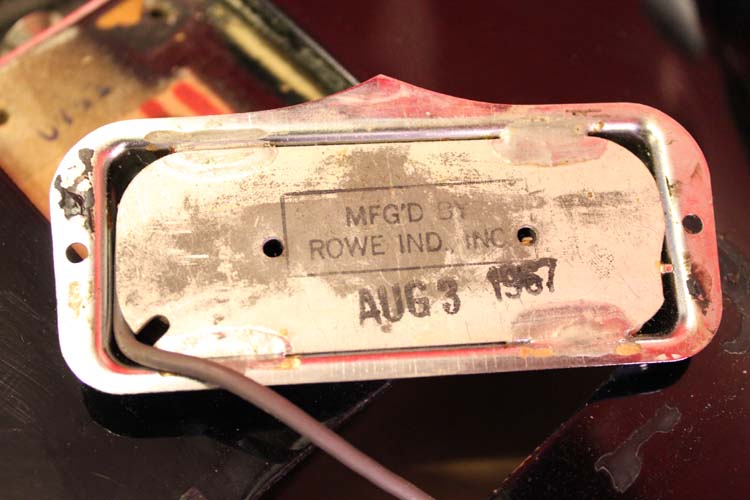 MFG'D BY
ROWE IND., INC.
AUG 3 1967